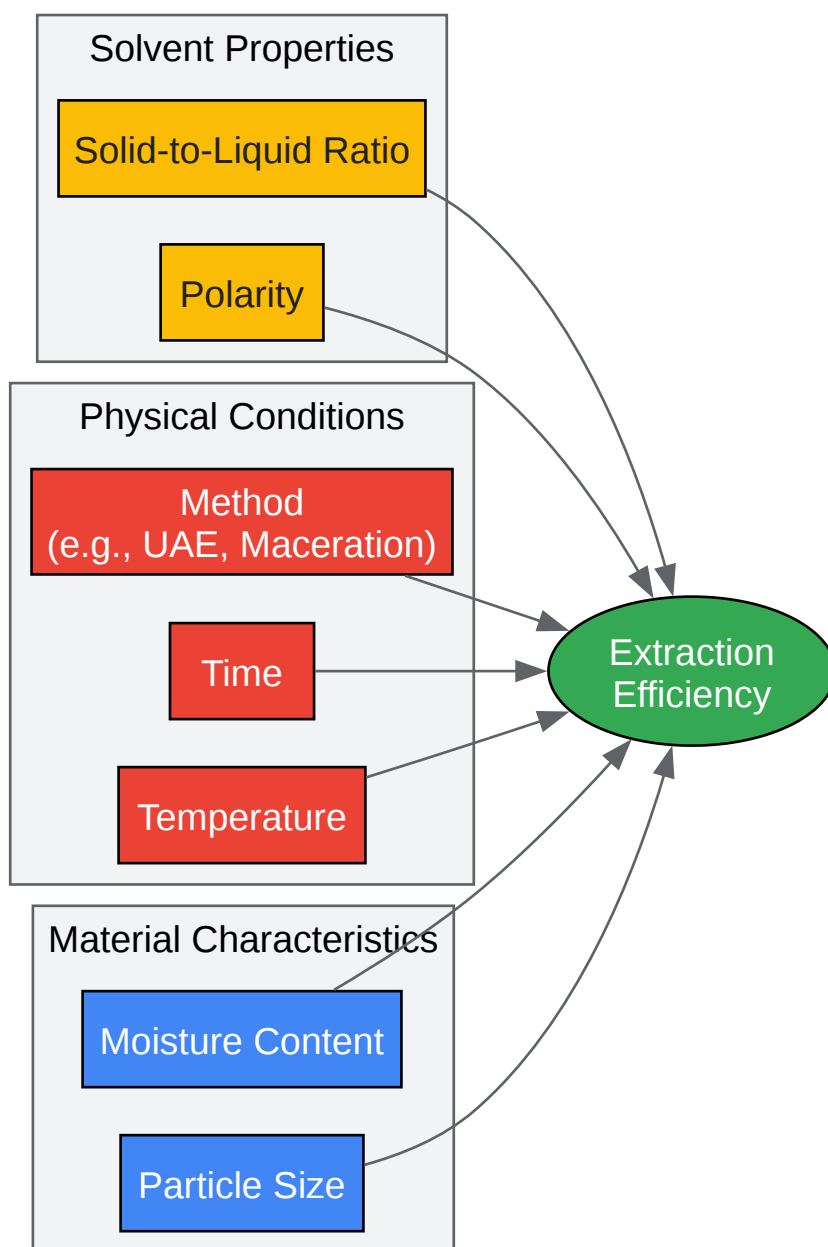 Solvent Properties
Solid-to-Liquid Ratio
Polarity
Physical Conditions
Method
(e.g., UAE, Maceration)
Time
Temperature
Extraction
Efficiency
Material Characteristics
Moisture Content
Particle Size